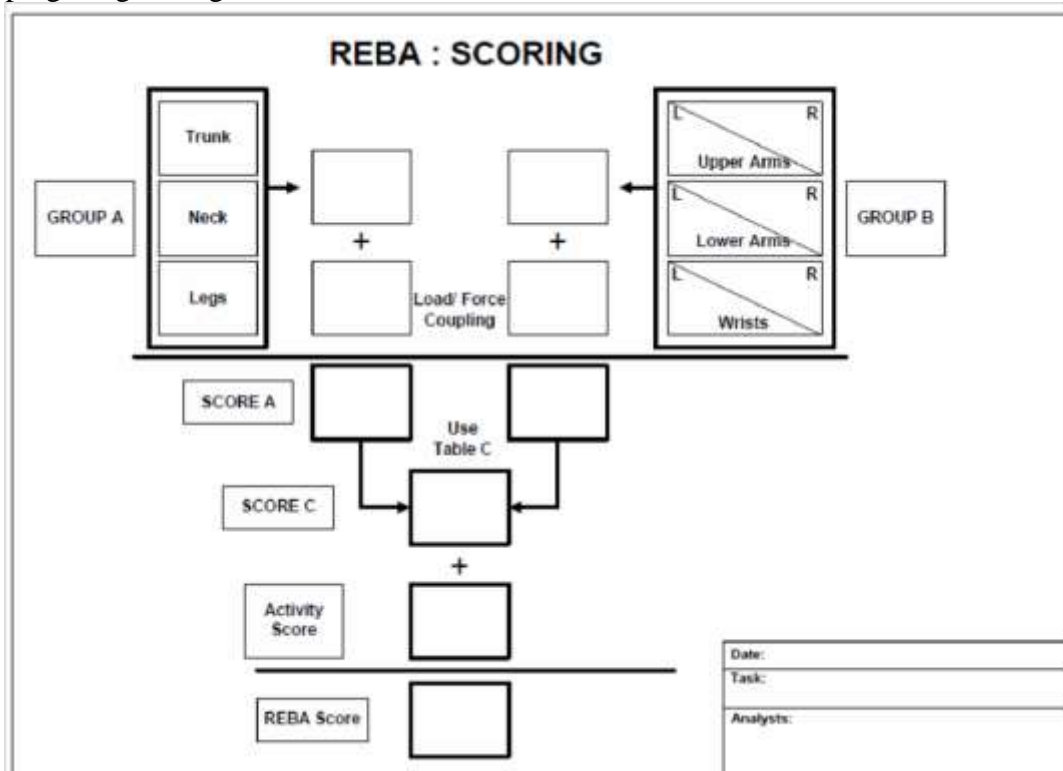 REBA : SCORING
GROUP A
Trunk
Neck
Legs
+
+
Load/ Force
Coupling
L R
Upper Arms
L R
Lower Arms
L R
Wrists
GROUP B
SCORE A
Use
Table C
SCORE C
+
Activity
Score
REBA Score
Date:
Task:
Analysts: